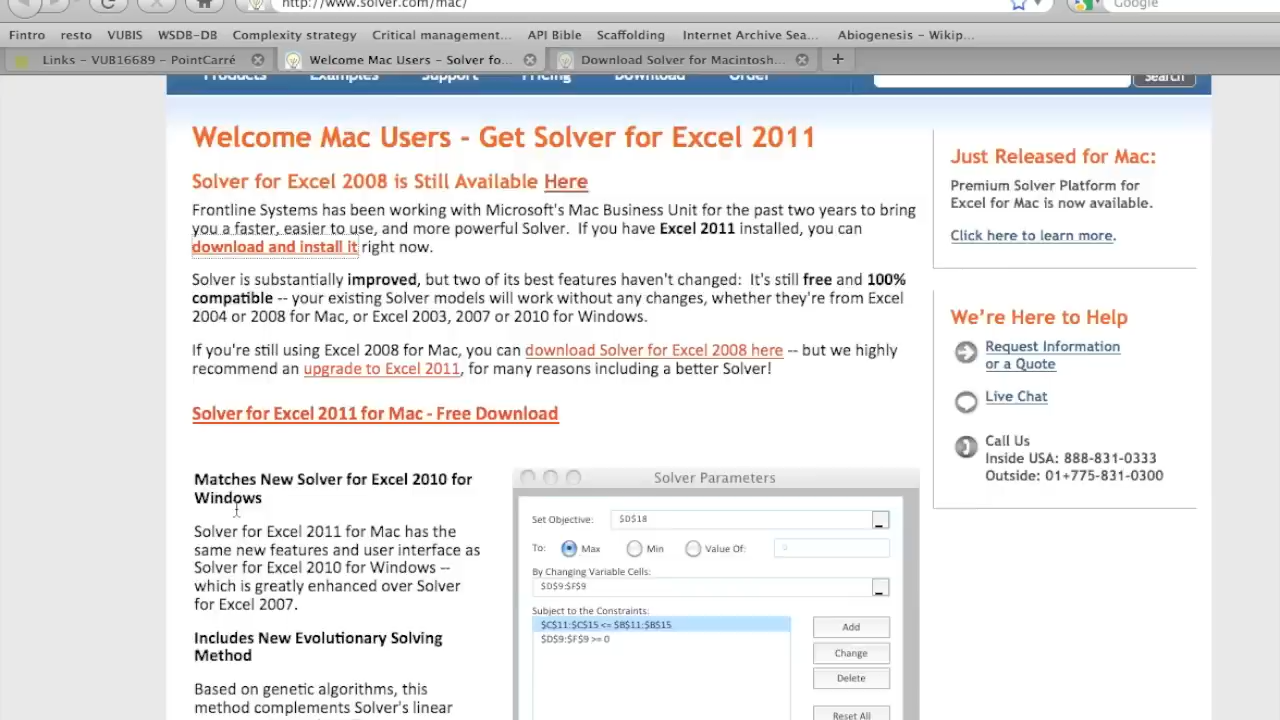 http://www.solver.com/mac/
Google
Fintro resto VUBIS WSDB-DB Complexity strategy Critical management... API Bible Scaffolding Internet Archive Sea... Abiogenesis - Wikip...
Links - VUB16689 - PointCarré
Welcome Mac Users - Solver fo...
Download Solver for Macintosh...
Products Examples Support Pricing Download Order
Search
Welcome Mac Users - Get Solver for Excel 2011
Solver for Excel 2008 is Still Available Here
Frontline Systems has been working with Microsoft's Mac Business Unit for the past two years to bring
you a faster, easier to use, and more powerful Solver. If you have Excel 2011 installed, you can
download and install it right now.
Solver is substantially improved, but two of its best features haven't changed: It's still free and 100%
compatible -- your existing Solver models will work without any changes, whether they're from Excel
2004 or 2008 for Mac, or Excel 2003, 2007 or 2010 for Windows.
If you're still using Excel 2008 for Mac, you can download Solver for Excel 2008 here -- but we highly
recommend an upgrade to Excel 2011, for many reasons including a better Solver!
Solver for Excel 2011 for Mac - Free Download
Matches New Solver for Excel 2010 for
Windows
Solver for Excel 2011 for Mac has the
same new features and user interface as
Solver for Excel 2010 for Windows --
which is greatly enhanced over Solver
for Excel 2007.
Includes New Evolutionary Solving
Method
Based on genetic algorithms, this
method complements Solver's linear
Solver Parameters
Set Objective: $D$18
To: Max Min Value Of: 0
By Changing Variable Cells:
$D$9:$F$9
Subject to the Constraints:
$C$11:$C$15 <= $B$11:$B$15
$D$9:$F$9 >= 0
Add
Change
Delete
Reset All
Just Released for Mac:
Premium Solver Platform for
Excel for Mac is now available.
Click here to learn more.
We're Here to Help
Request Information
or a Quote
Live Chat
Call Us
Inside USA: 888-831-0333
Outside: 01+775-831-0300